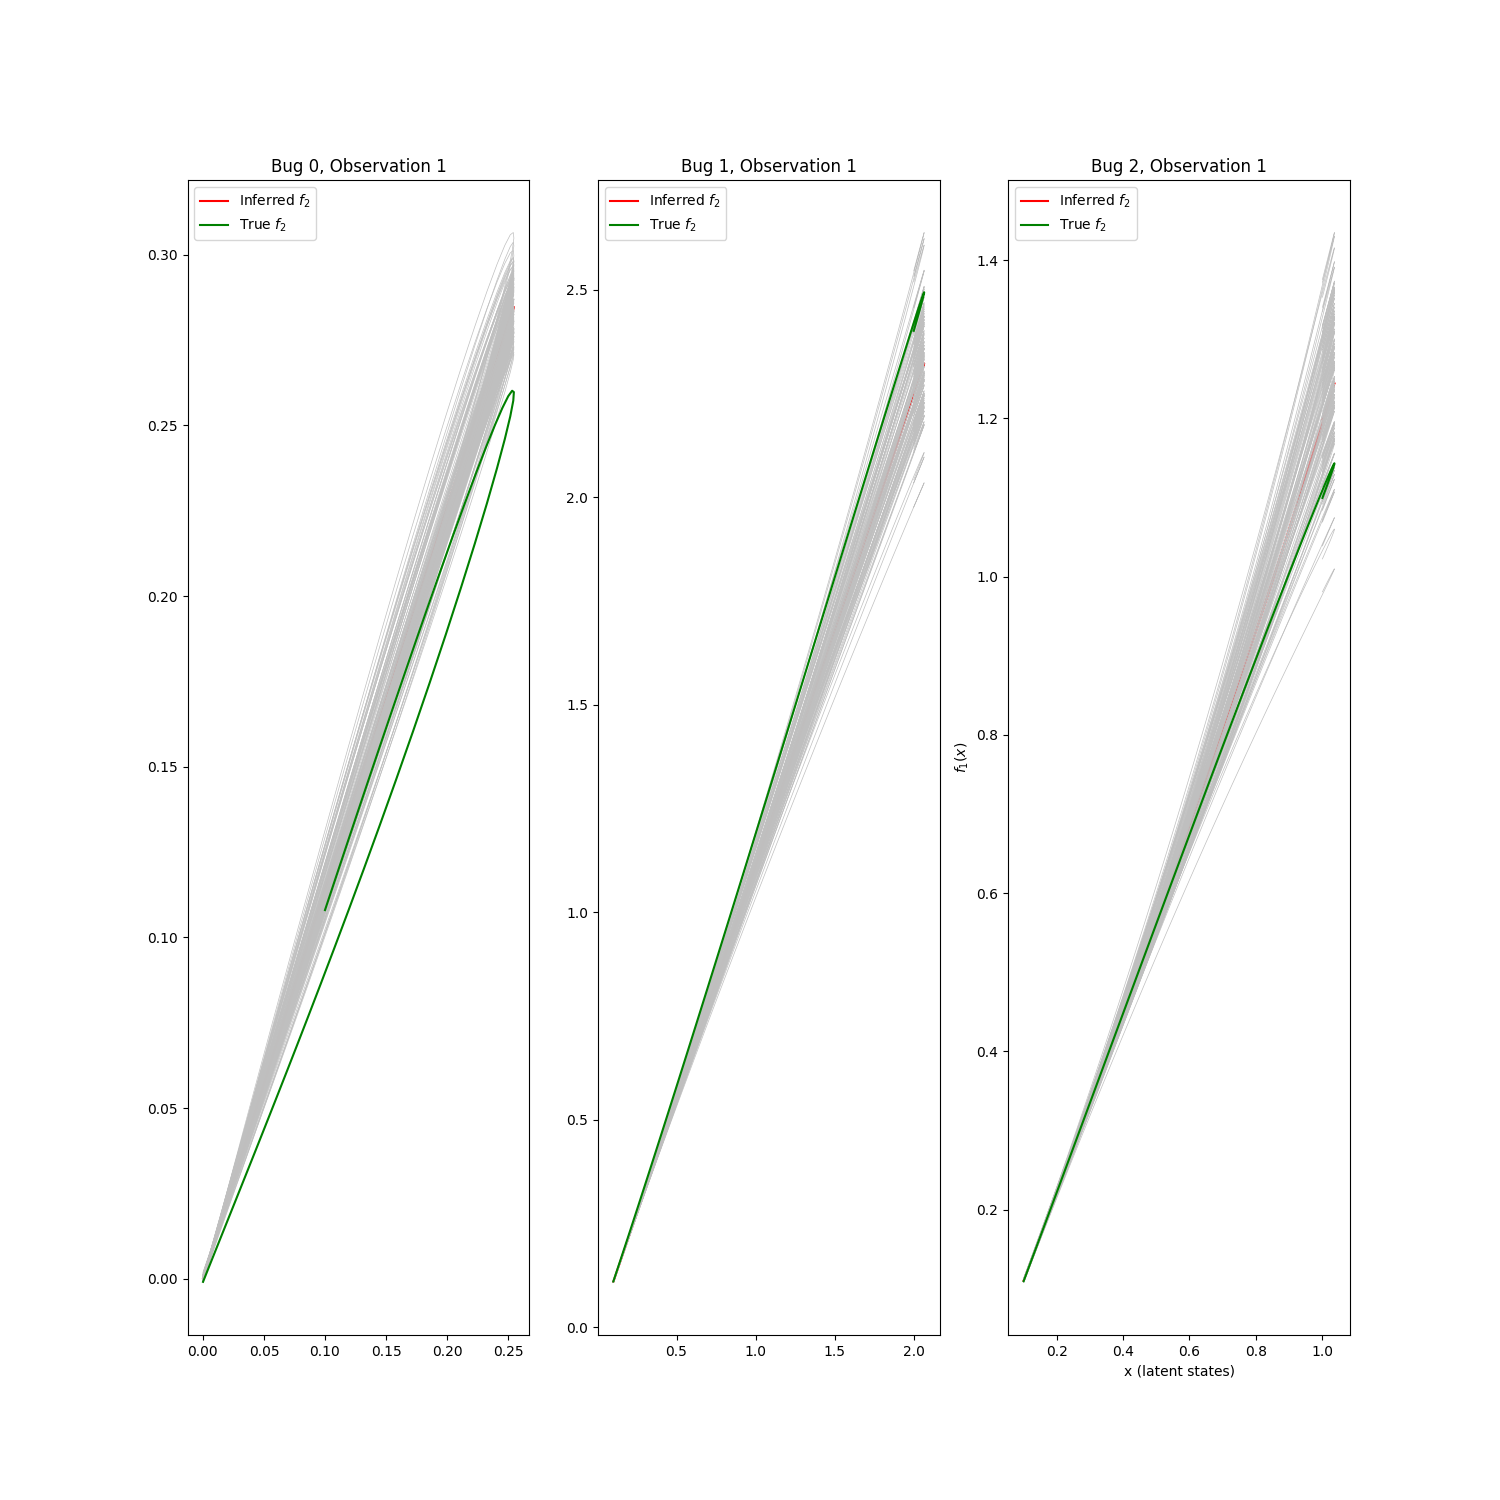 Bug 0, Observation 1
Inferred f₂
True f₂
0.30
0.25
0.20
0.15
0.10
0.05
0.00
0.00 0.05 0.10 0.15 0.20 0.25
Bug 1, Observation 1
Inferred f₂
True f₂
2.5
2.0
1.5
1.0
0.5
0.0
0.5 1.0 1.5 2.0
Bug 2, Observation 1
Inferred f₂
True f₂
f₁(x)
1.4
1.2
1.0
0.8
0.6
0.4
0.2
0.2 0.4 0.6 0.8 1.0
x (latent states)